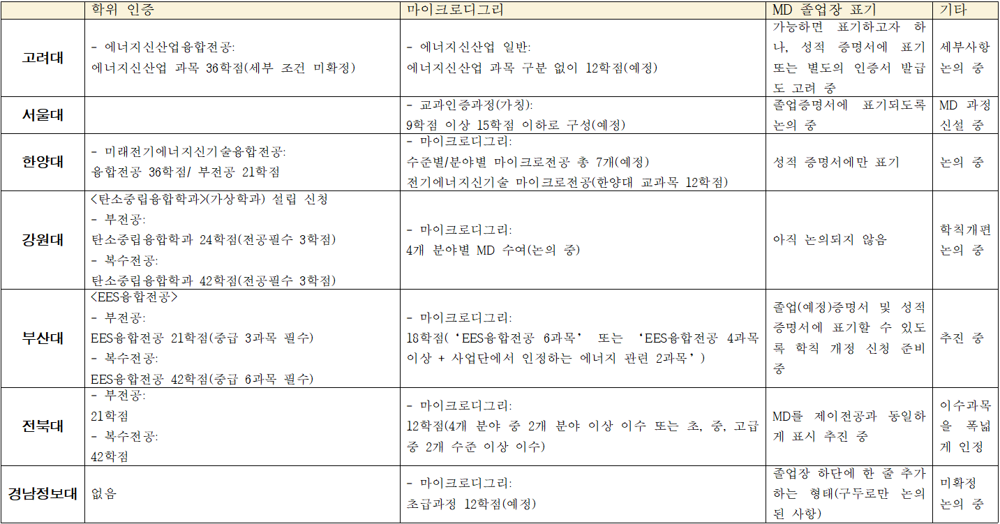 학위 인증 마이크로디그리 MD 졸업장 표기 기타
고려대
- 에너지신산업융합전공:
에너지신산업 과목 36학점(세부 조건 미확정)
- 에너지신산업 일반:
에너지신산업 과목 구분 없이 12학점(예정)
가능하면 표기하고자 하
나, 성적 증명서에 표기
또는 별도의 인증서 발급
도 고려 중
세부사항
논의 중
서울대
- 교과인증과정(가칭):
9학점 이상 15학점 이하로 구성(예정)
졸업증명서에 표기되도록
논의 중
MD 과정
신설 중
한양대
- 미래전기에너지신기술융합전공:
융합전공 36학점/ 부전공 21학점
- 마이크로디그리:
수준별/분야별 마이크로전공 총 7개(예정)
전기에너지신기술 마이크로전공(한양대 교과목 12학점)
성적 증명서에만 표기
논의 중
강원대
<탄소중립융합학과>(가상학과) 설립 신청
- 부전공:
탄소중립융합학과 24학점(전공필수 3학점)
- 복수전공:
탄소중립융합학과 42학점(전공필수 3학점)
- 마이크로디그리:
4개 분야별 MD 수여(논의 중)
아직 논의되지 않음
학칙개편
논의 중
부산대
<EES융합전공>
- 부전공:
EES융합전공 21학점(중급 3과목 필수)
- 복수전공:
EES융합전공 42학점(중급 6과목 필수)
- 마이크로디그리:
18학점(‘EES융합전공 6과목’ 또는 ‘EES융합전공 4과목
이상 + 사업단에서 인정하는 에너지 관련 2과목’)
졸업(예정)증명서 및 성적
증명서에 표기할 수 있도
록 학칙 개정 신청 준비
중
추진 중
전북대
- 부전공:
21학점
- 복수전공:
42학점
- 마이크로디그리:
12학점(4개 분야 중 2개 분야 이상 이수 또는 초, 중, 고급
중 2개 수준 이상 이수)
MD를 제이전공과 동일하
게 표시 추진 중
이수과목
을 폭넓
게 인정
경남정보대
없음
- 마이크로디그리:
초급과정 12학점(예정)
졸업장 하단에 한 줄 추가
하는 형태(구두로만 논의
된 사항)
미확정
논의 중